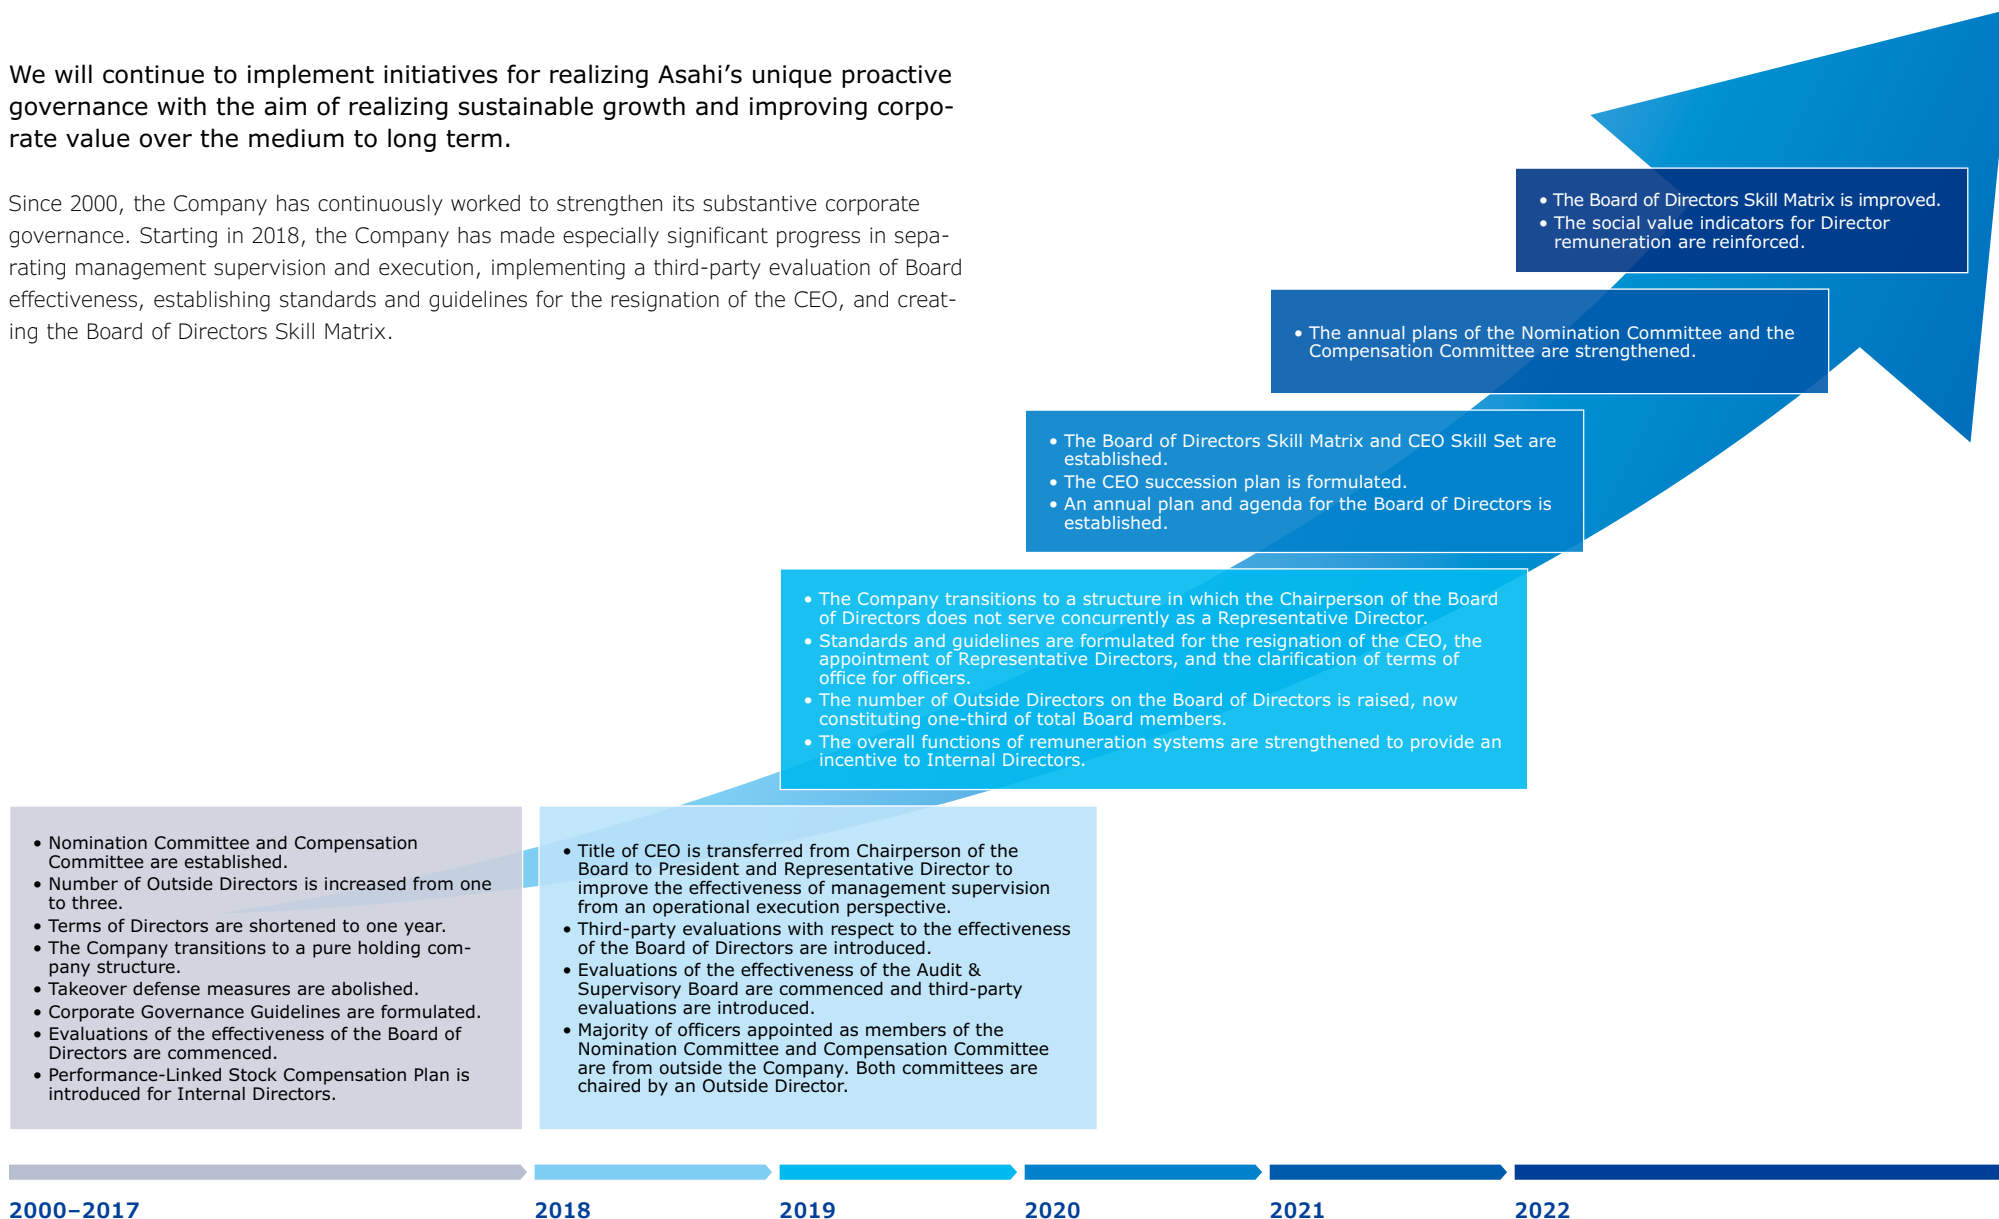 We will continue to implement initiatives for realizing Asahi’s unique proactive
governance with the aim of realizing sustainable growth and improving corpo-
rate value over the medium to long term.
Since 2000, the Company has continuously worked to strengthen its substantive corporate
governance. Starting in 2018, the Company has made especially significant progress in sepa-
rating management supervision and execution, implementing a third-party evaluation of Board
effectiveness, establishing standards and guidelines for the resignation of the CEO, and creat-
ing the Board of Directors Skill Matrix.
• The Board of Directors Skill Matrix is improved.
• The social value indicators for Director
remuneration are reinforced.
• The annual plans of the Nomination Committee and the
Compensation Committee are strengthened.
• The Board of Directors Skill Matrix and CEO Skill Set are
established.
• The CEO succession plan is formulated.
• An annual plan and agenda for the Board of Directors is
established.
• The Company transitions to a structure in which the Chairperson of the Board
of Directors does not serve concurrently as a Representative Director.
• Standards and guidelines are formulated for the resignation of the CEO, the
appointment of Representative Directors, and the clarification of terms of
office for officers.
• The number of Outside Directors on the Board of Directors is raised, now
constituting one-third of total Board members.
• The overall functions of remuneration systems are strengthened to provide an
incentive to Internal Directors.
• Nomination Committee and Compensation
Committee are established.
• Number of Outside Directors is increased from one
to three.
• Terms of Directors are shortened to one year.
• The Company transitions to a pure holding com-
pany structure.
• Takeover defense measures are abolished.
• Corporate Governance Guidelines are formulated.
• Evaluations of the effectiveness of the Board of
Directors are commenced.
• Performance-Linked Stock Compensation Plan is
introduced for Internal Directors.
• Title of CEO is transferred from Chairperson of the
Board to President and Representative Director to
improve the effectiveness of management supervision
from an operational execution perspective.
• Third-party evaluations with respect to the effectiveness
of the Board of Directors are introduced.
• Evaluations of the effectiveness of the Audit &
Supervisory Board are commenced and third-party
evaluations are introduced.
• Majority of officers appointed as members of the
Nomination Committee and Compensation Committee
are from outside the Company. Both committees are
chaired by an Outside Director.
2000–2017
2018
2019
2020
2021
2022